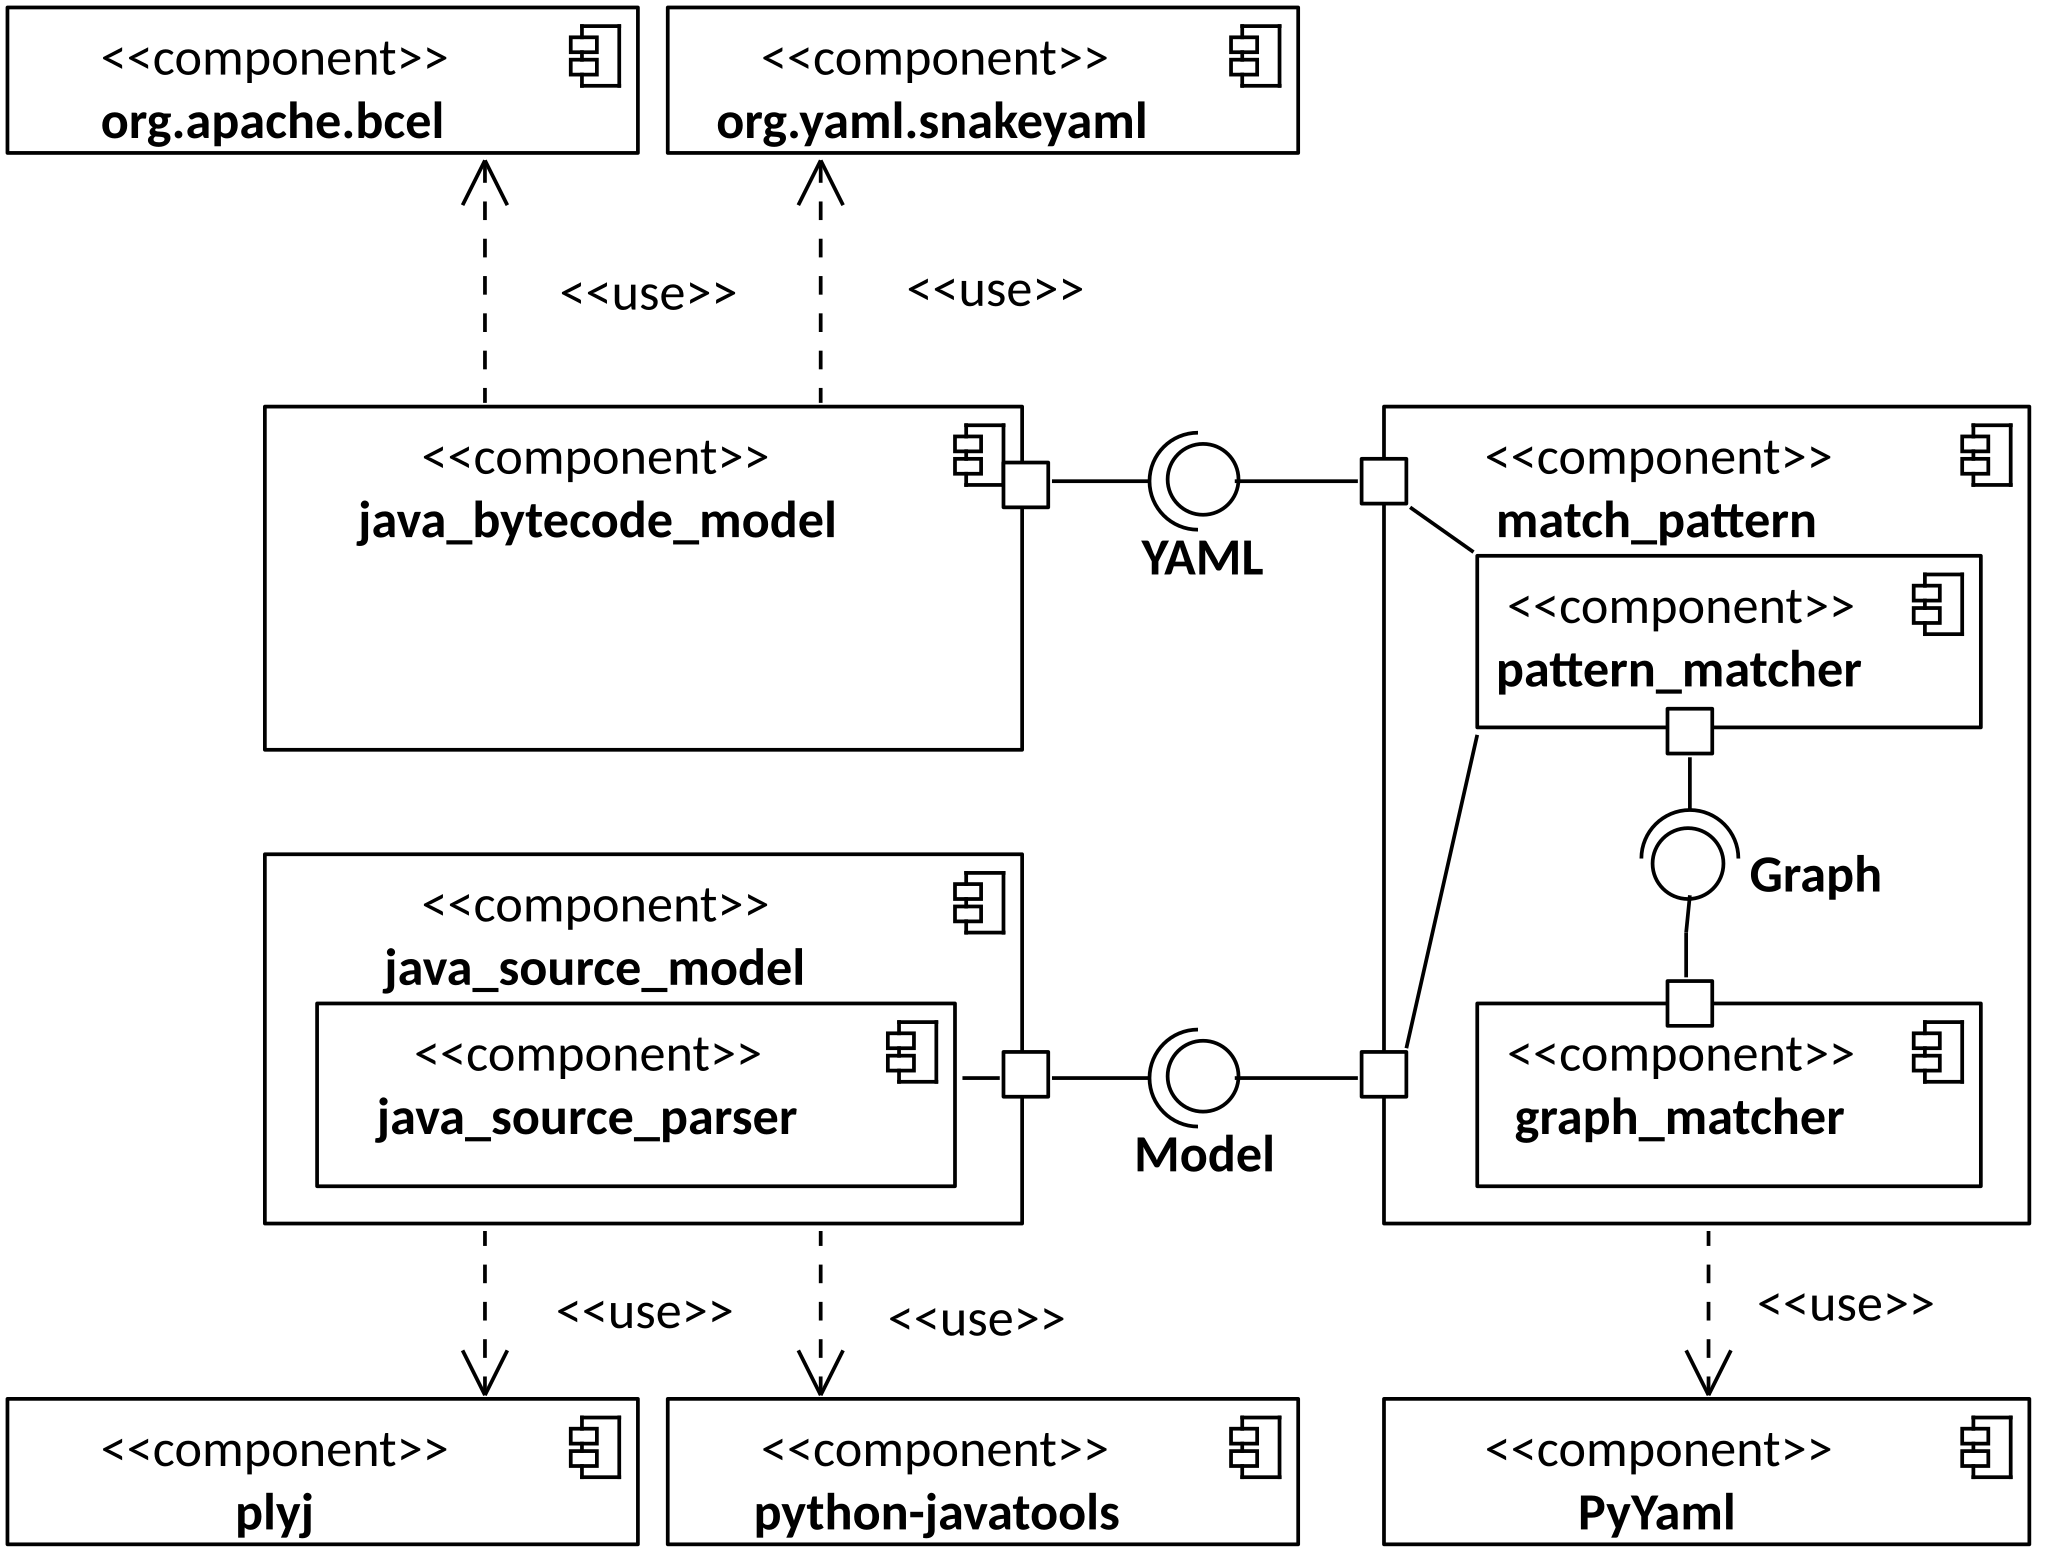 <<component>>
org.apache.bcel
<<component>>
org.yaml.snakeyaml
<<use>>
<<use>>
<<component>>
java_bytecode_model
YAML
<<component>>
match_pattern
<<component>>
pattern_matcher
Graph
<<component>>
java_source_model
<<component>>
java_source_parser
Model
<<component>>
graph_matcher
<<use>>
<<use>>
<<use>>
<<component>>
plyj
<<component>>
python-javatools
<<component>>
PyYaml